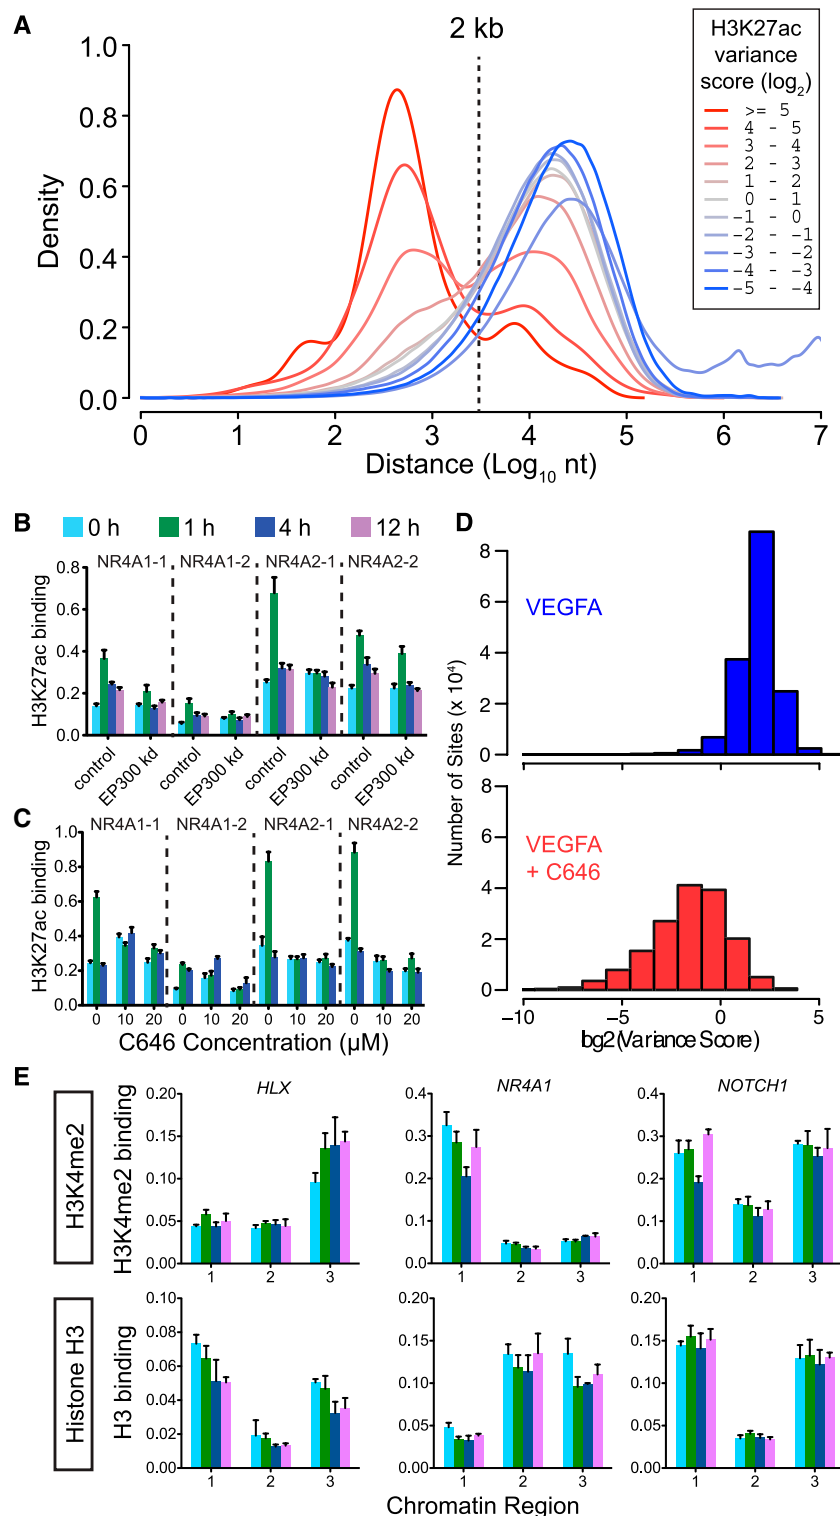 A
2 kb
H3K27ac
variance
score (log2)
>= 5
4 - 5
3 - 4
2 - 3
1 - 2
0 - 1
-1 - 0
-2 - -1
-3 - -2
-4 - -3
-5 - -4
Density
1.0
0.8
0.6
0.4
0.2
0.0
0 1 2 3 4 5 6 7
Distance (Log10 nt)
B
0 h 1 h 4 h 12 h
NR4A1-1 NR4A1-2 NR4A2-1 NR4A2-2
H3K27ac binding
0.8
0.6
0.4
0.2
0.0
control EP300 kd control EP300 kd control EP300 kd control EP300 kd
C
NR4A1-1 NR4A1-2 NR4A2-1 NR4A2-2
H3K27ac binding
1.0
0.8
0.6
0.4
0.2
0.0
0 10 20 0 10 20 0 10 20 0 10 20
C646 Concentration (µM)
D
Number of Sites (x 10^4)
8
6
4
2
0
VEGFA
8
6
4
2
0
VEGFA
+ C646
-10 -5 0 5
log2(Variance Score)
E
H3K4me2
H3K4me2 binding
HLX
0.20
0.15
0.10
0.05
0.00
1 2 3
NR4A1
0.4
0.3
0.2
0.1
0.0
1 2 3
NOTCH1
0.4
0.3
0.2
0.1
0.0
1 2 3
Histone H3
H3 binding
0.10
0.08
0.06
0.04
0.02
0.00
1 2 3
0.20
0.15
0.10
0.05
0.00
1 2 3
0.20
0.15
0.10
0.05
0.00
1 2 3
Chromatin Region